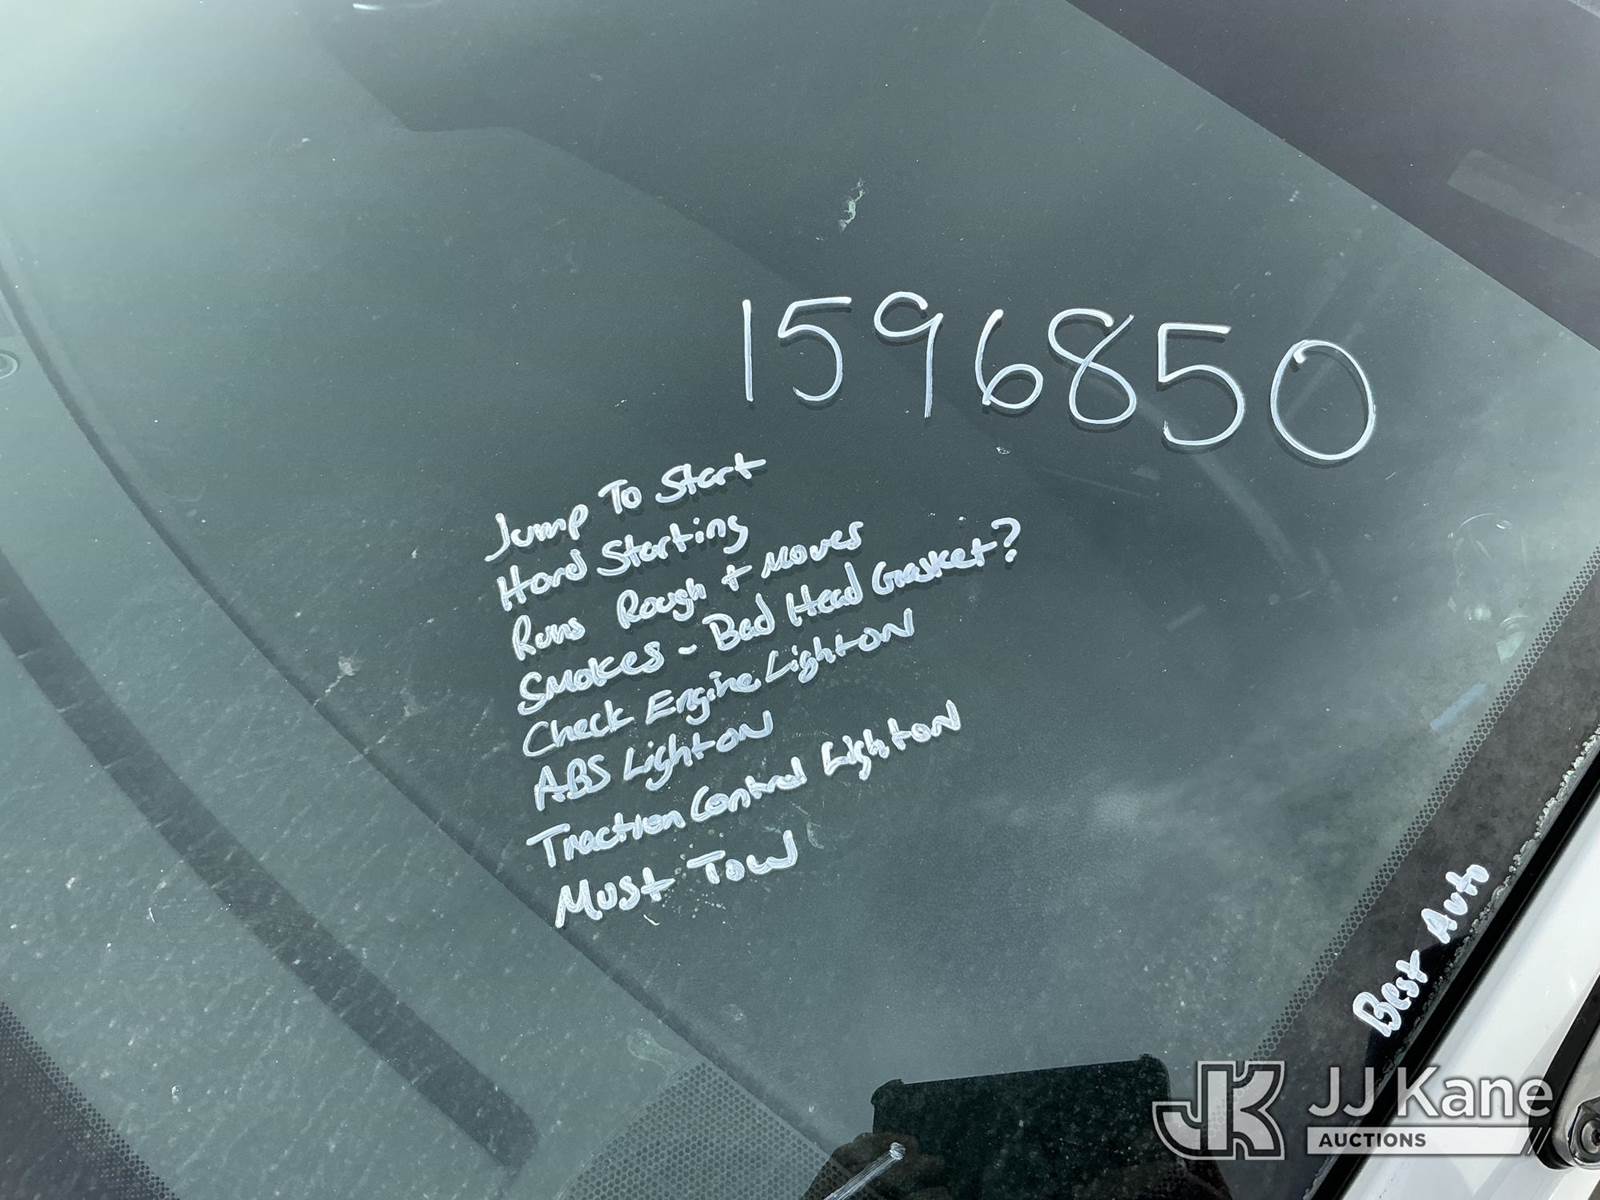 1596850
Jump To Start
Hard Starting
Runs Rough + Moves
Smokes - Bad Head Gasket?
Check Engine Light ON
ABS Light ON
Traction Control Light ON
Must Tow
Best Auto
JK JJ Kane
AUCTIONS